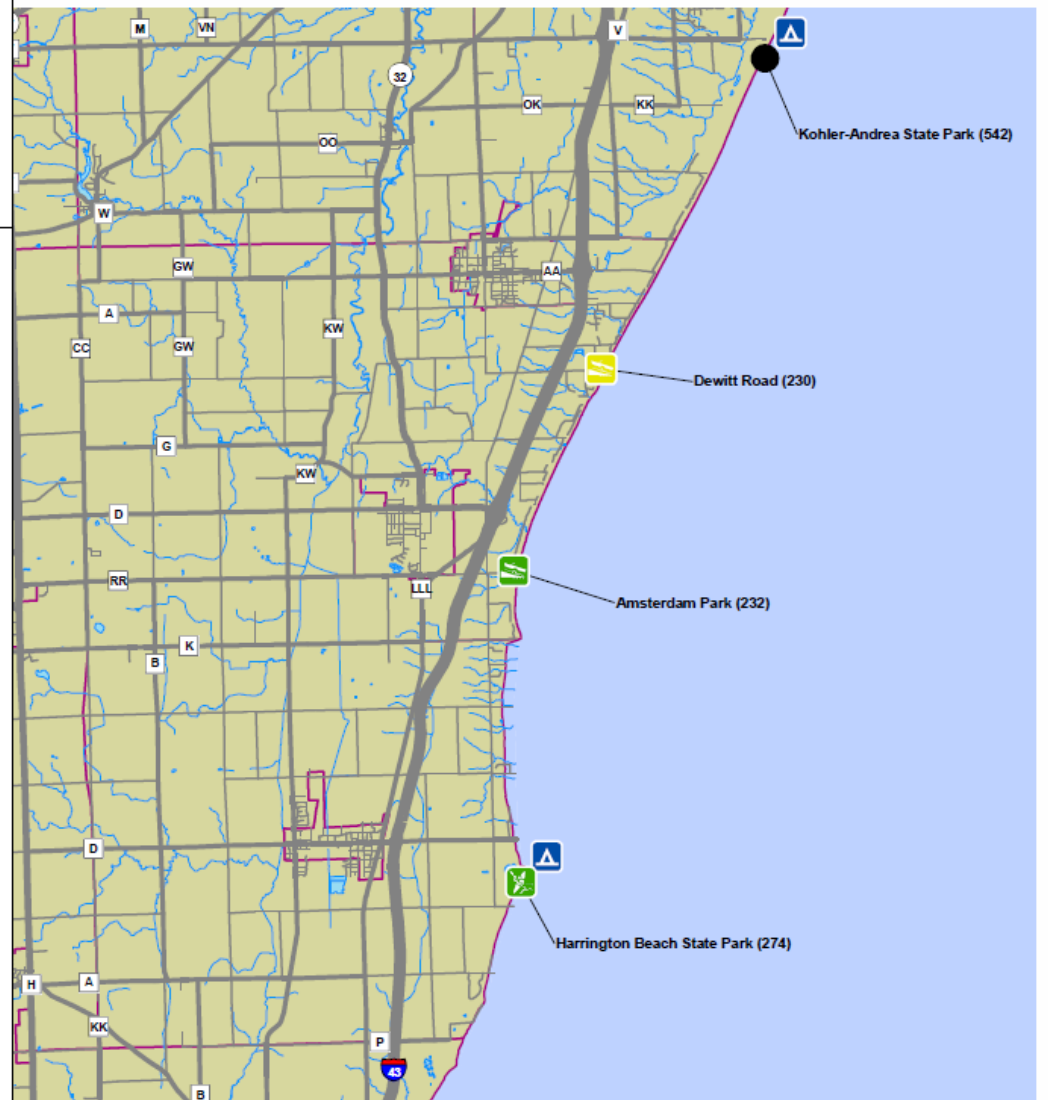 M
VN
V
32
OK
KK
Kohler-Andrea State Park (542)
OO
W
GW
AA
A
KW
CC
GW
Dewitt Road (230)
G
KW
D
RR
LLL
Amsterdam Park (232)
K
B
D
Harrington Beach State Park (274)
H
A
KK
P
43
B